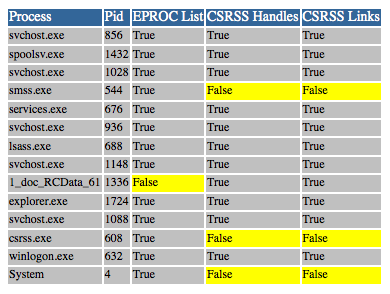 Process Pid EPROC List CSRSS Handles CSRSS Links
svchost.exe 856 True True True
spoolsv.exe 1432 True True True
svchost.exe 1028 True True True
smss.exe 544 True False False
services.exe 676 True True True
svchost.exe 936 True True True
lsass.exe 688 True True True
svchost.exe 1148 True True True
1_doc_RCData_61 1336 False True True
explorer.exe 1724 True True True
svchost.exe 1088 True True True
csrss.exe 608 True False False
winlogon.exe 632 True True True
System 4 True False False